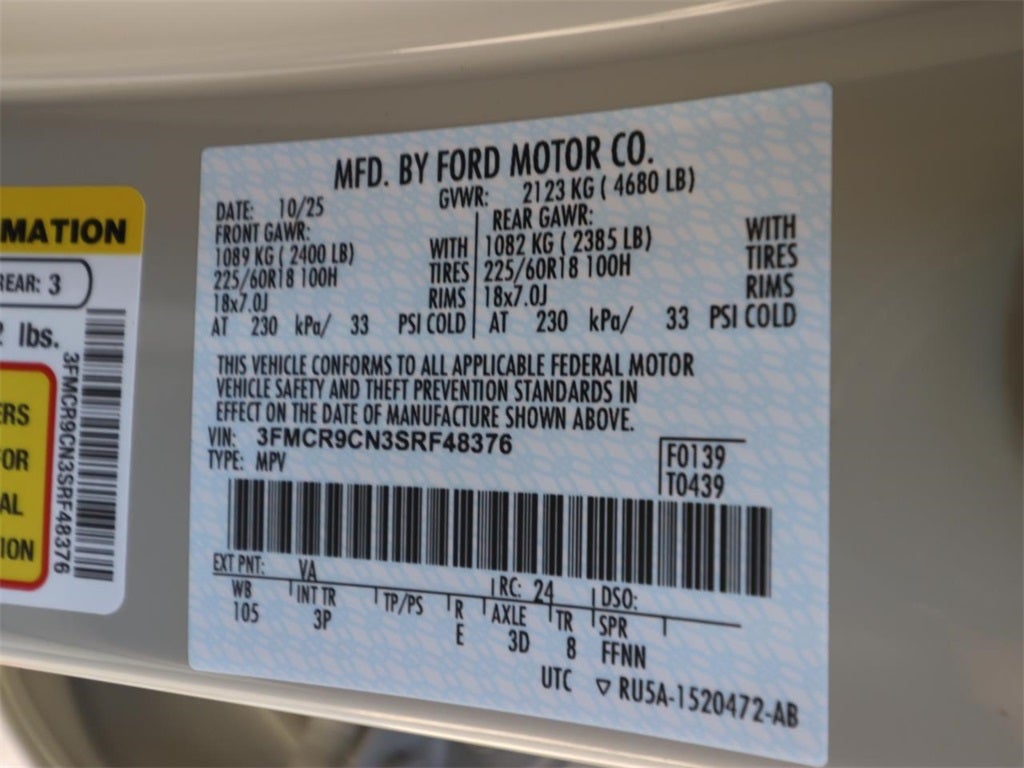 MATION
REAR: 3
lbs.
3FMCR9CN3SRF48376
ERS
FOR
AL
ION
MFD. BY FORD MOTOR CO.
DATE: 10/25 GVWR: 2123 KG ( 4680 LB)
FRONT GAWR: REAR GAWR:
1089 KG ( 2400 LB) WITH 1082 KG ( 2385 LB) WITH
225/60R18 100H TIRES 225/60R18 100H TIRES
18x7.0J RIMS 18x7.0J RIMS
AT 230 kPa/ 33 PSI COLD AT 230 kPa/ 33 PSI COLD
THIS VEHICLE CONFORMS TO ALL APPLICABLE FEDERAL MOTOR
VEHICLE SAFETY AND THEFT PREVENTION STANDARDS IN
EFFECT ON THE DATE OF MANUFACTURE SHOWN ABOVE.
VIN: 3FMCR9CN3SRF48376
TYPE: MPV
F0139
T0439
EXT PNT: VA RC: 24 DSO:
WB INT TR TP/PS R AXLE TR SPR
105 3P E 3D 8 FFNN
UTC ▽ RU5A-1520472-AB